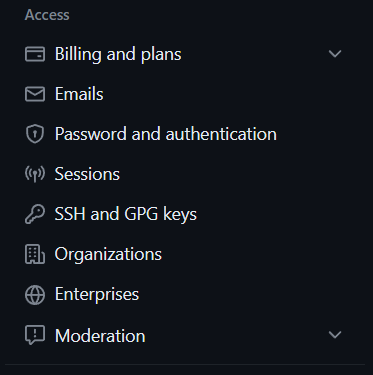 Access
Billing and plans
Emails
Password and authentication
Sessions
SSH and GPG keys
Organizations
Enterprises
Moderation